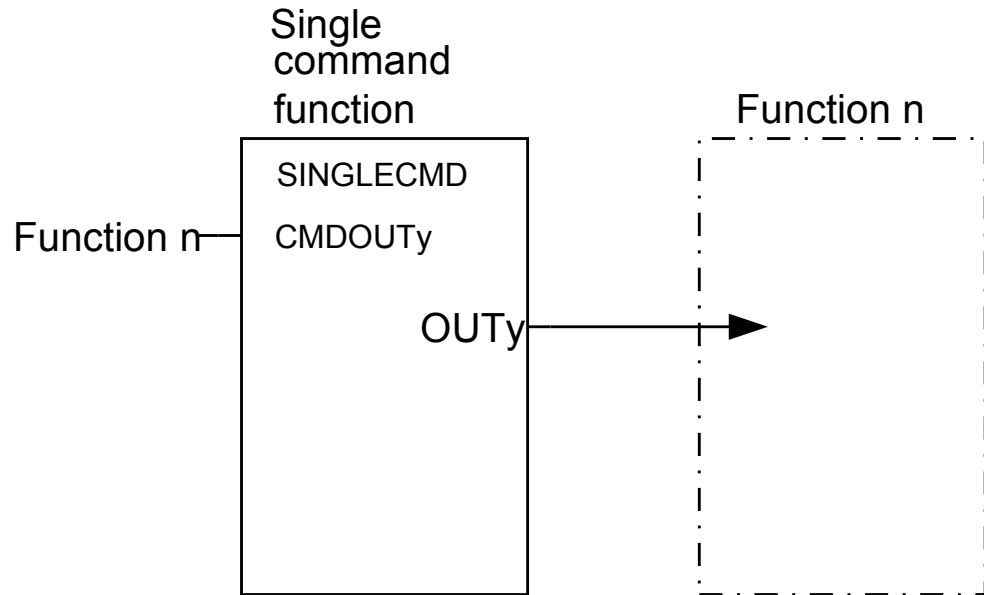 Single
command
function
Function n
SINGLECMD
Function n
CMDOUTy
OUTy